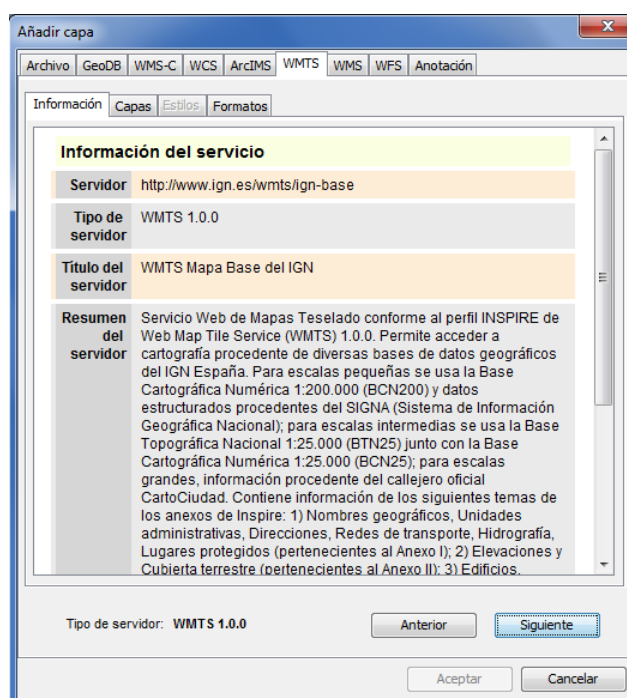 Añadir capa
Archivo GeoDB WMS-C WCS ArcIMS WMTS WMS WFS Anotación
Información Capas Estilos Formatos
Información del servicio
Servidor http://www.ign.es/wmts/ign-base
Tipo de WMTS 1.0.0
servidor
Título del WMTS Mapa Base del IGN
servidor
Resumen Servicio Web de Mapas Teselado conforme al perfil INSPIRE de
del Web Map Tile Service (WMTS) 1.0.0. Permite acceder a
servidor cartografía procedente de diversas bases de datos geográficos
del IGN España. Para escalas pequeñas se usa la Base
Cartográfica Numérica 1:200.000 (BCN200) y datos
estructurados procedentes del SIGNA (Sistema de Información
Geográfica Nacional); para escalas intermedias se usa la Base
Topográfica Nacional 1:25.000 (BTN25) junto con la Base
Cartográfica Numérica 1:25.000 (BCN25); para escalas
grandes, información procedente del callejero oficial
CartoCiudad. Contiene información de los siguientes temas de
los anexos de Inspire: 1) Nombres geográficos, Unidades
administrativas, Direcciones, Redes de transporte, Hidrografía,
Lugares protegidos (pertenecientes al Anexo I); 2) Elevaciones y
Cubierta terrestre (pertenecientes al Anexo II); 3) Edificios,
Tipo de servidor: WMTS 1.0.0 Anterior Siguiente
Aceptar Cancelar